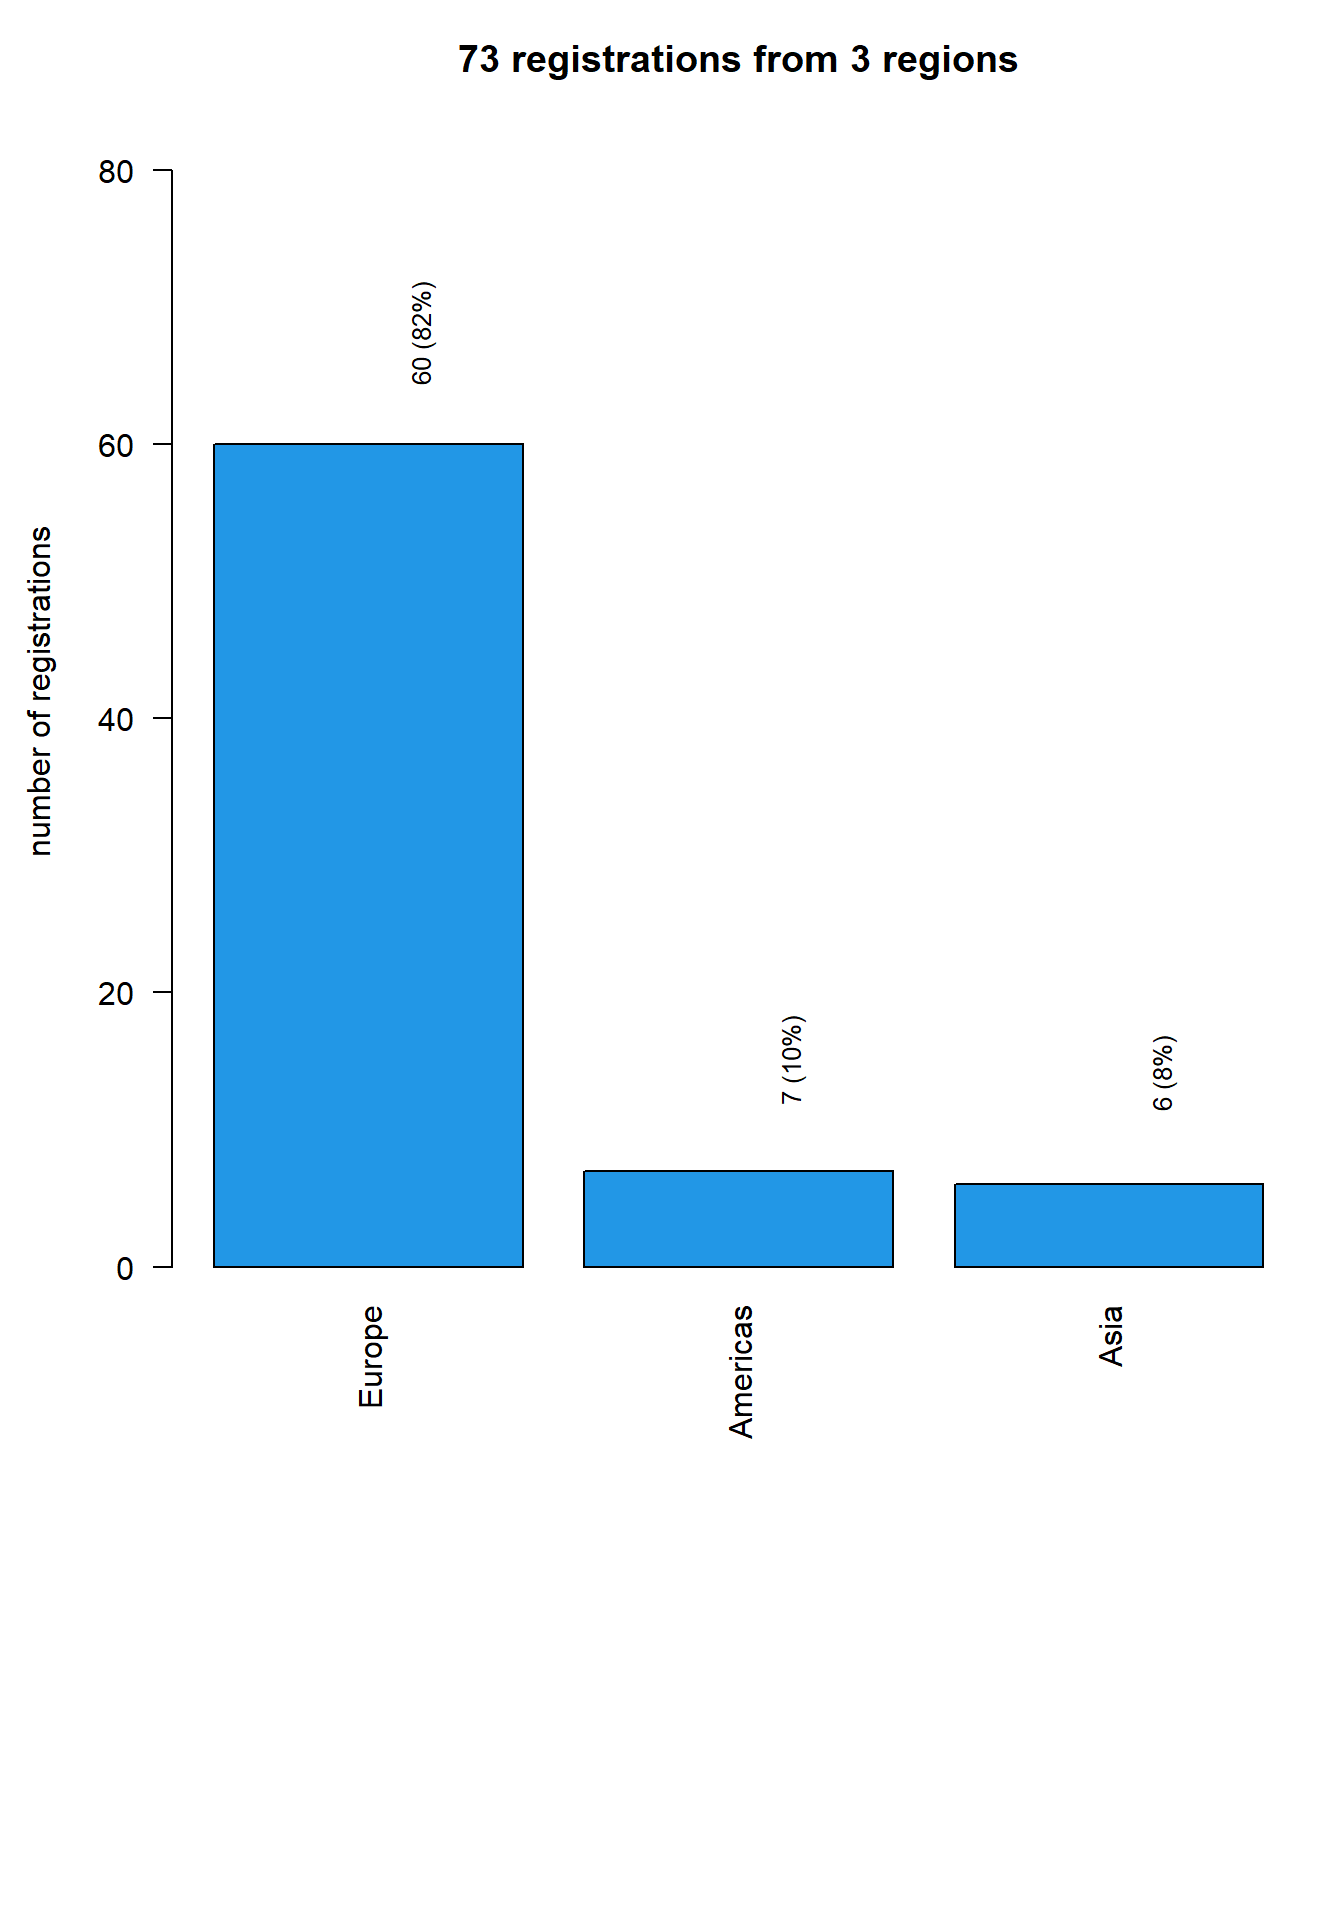 73 registrations from 3 regions
number of registrations
80
60
40
20
0
60 (82%)
7 (10%)
6 (8%)
Europe
Americas
Asia